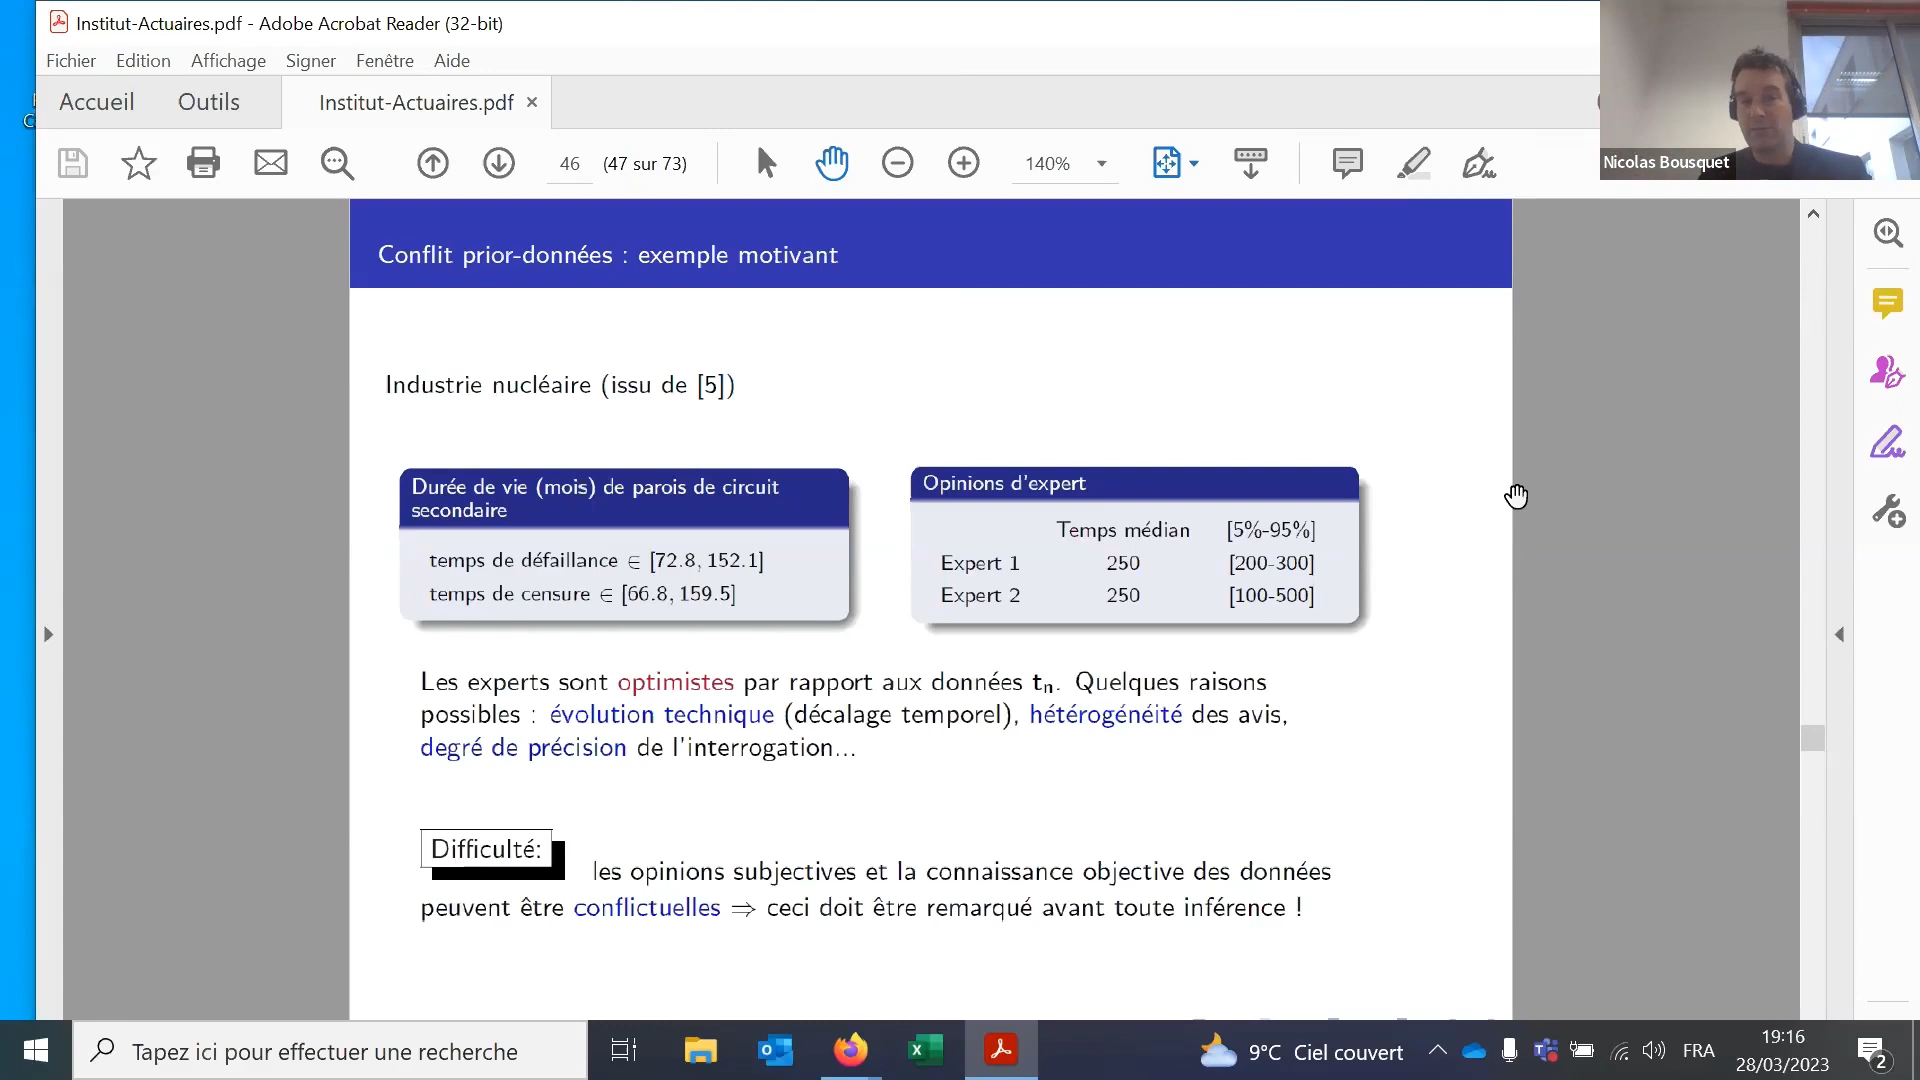 Institut-Actuaires.pdf - Adobe Acrobat Reader (32-bit)
Fichier Edition Affichage Signer Fenêtre Aide
Accueil Outils Institut-Actuaires.pdf ×
46 (47 sur 73) 140%
Nicolas Bousquet
Conflit prior-données : exemple motivant
Industrie nucléaire (issu de [5])
Durée de vie (mois) de parois de circuit
secondaire
temps de défaillance ∈ [72.8, 152.1]
temps de censure ∈ [66.8, 159.5]
Opinions d'expert
Temps médian [5%-95%]
Expert 1 250 [200-300]
Expert 2 250 [100-500]
Les experts sont optimistes par rapport aux données tn. Quelques raisons
possibles : évolution technique (décalage temporel), hétérogénéité des avis,
degré de précision de l'interrogation...
Difficulté:
les opinions subjectives et la connaissance objective des données
peuvent être conflictuelles ⇒ ceci doit être remarqué avant toute inférence !
Tapez ici pour effectuer une recherche
9°C Ciel couvert
FRA
19:16
28/03/2023
2